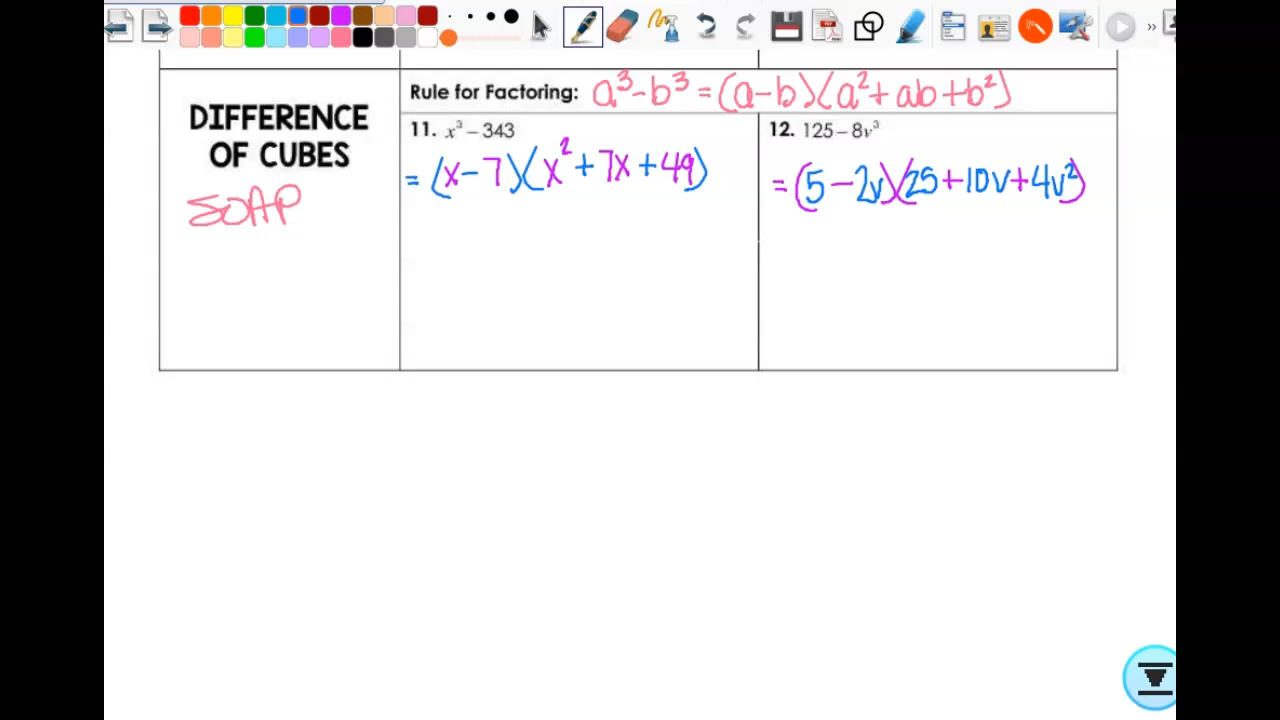 Rule for Factoring: a³-b³=(a-b)(a²+ab+b²)
DIFFERENCE
OF CUBES
SOAP
11. x³ – 343
=(x-7)(x²+7x+49)
12. 125 – 8v³
=(5-2v)(25+10v+4v²)